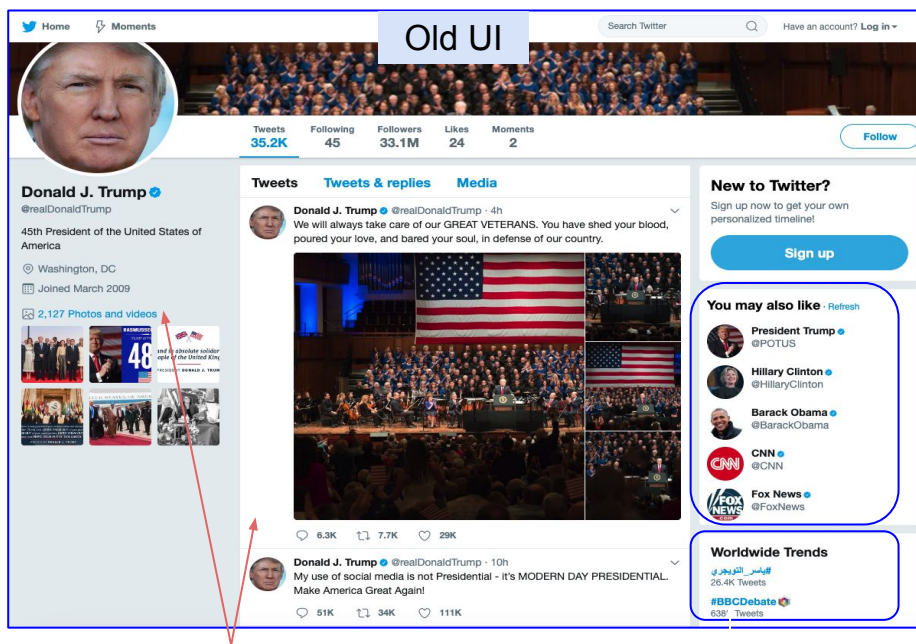 Home
Moments
Old UI
Search Twitter
Have an account? Log in
Tweets
35.2K
Following
45
Followers
33.1M
Likes
24
Moments
2
Follow
Donald J. Trump
@realDonaldTrump
45th President of the United States of
America
Washington, DC
Joined March 2009
2,127 Photos and videos
48
PRESIDENT DONALD J. TRUMP
Tweets
Tweets & replies
Media
Donald J. Trump @realDonaldTrump · 4h
We will always take care of our GREAT VETERANS. You have shed your blood,
poured your love, and bared your soul, in defense of our country.
6.3K
7.7K
29K
Donald J. Trump @realDonaldTrump · 10h
My use of social media is not Presidential - it's MODERN DAY PRESIDENTIAL.
Make America Great Again!
51K
34K
111K
New to Twitter?
Sign up now to get your own
personalized timeline!
Sign up
You may also like · Refresh
President Trump
@POTUS
Hillary Clinton
@HillaryClinton
Barack Obama
@BarackObama
CNN
CNN
@CNN
FOX
NEWS
Fox News
@FoxNews
Worldwide Trends
#ياسر_التويجري
26.4K Tweets
#BBCDebate
Tweets